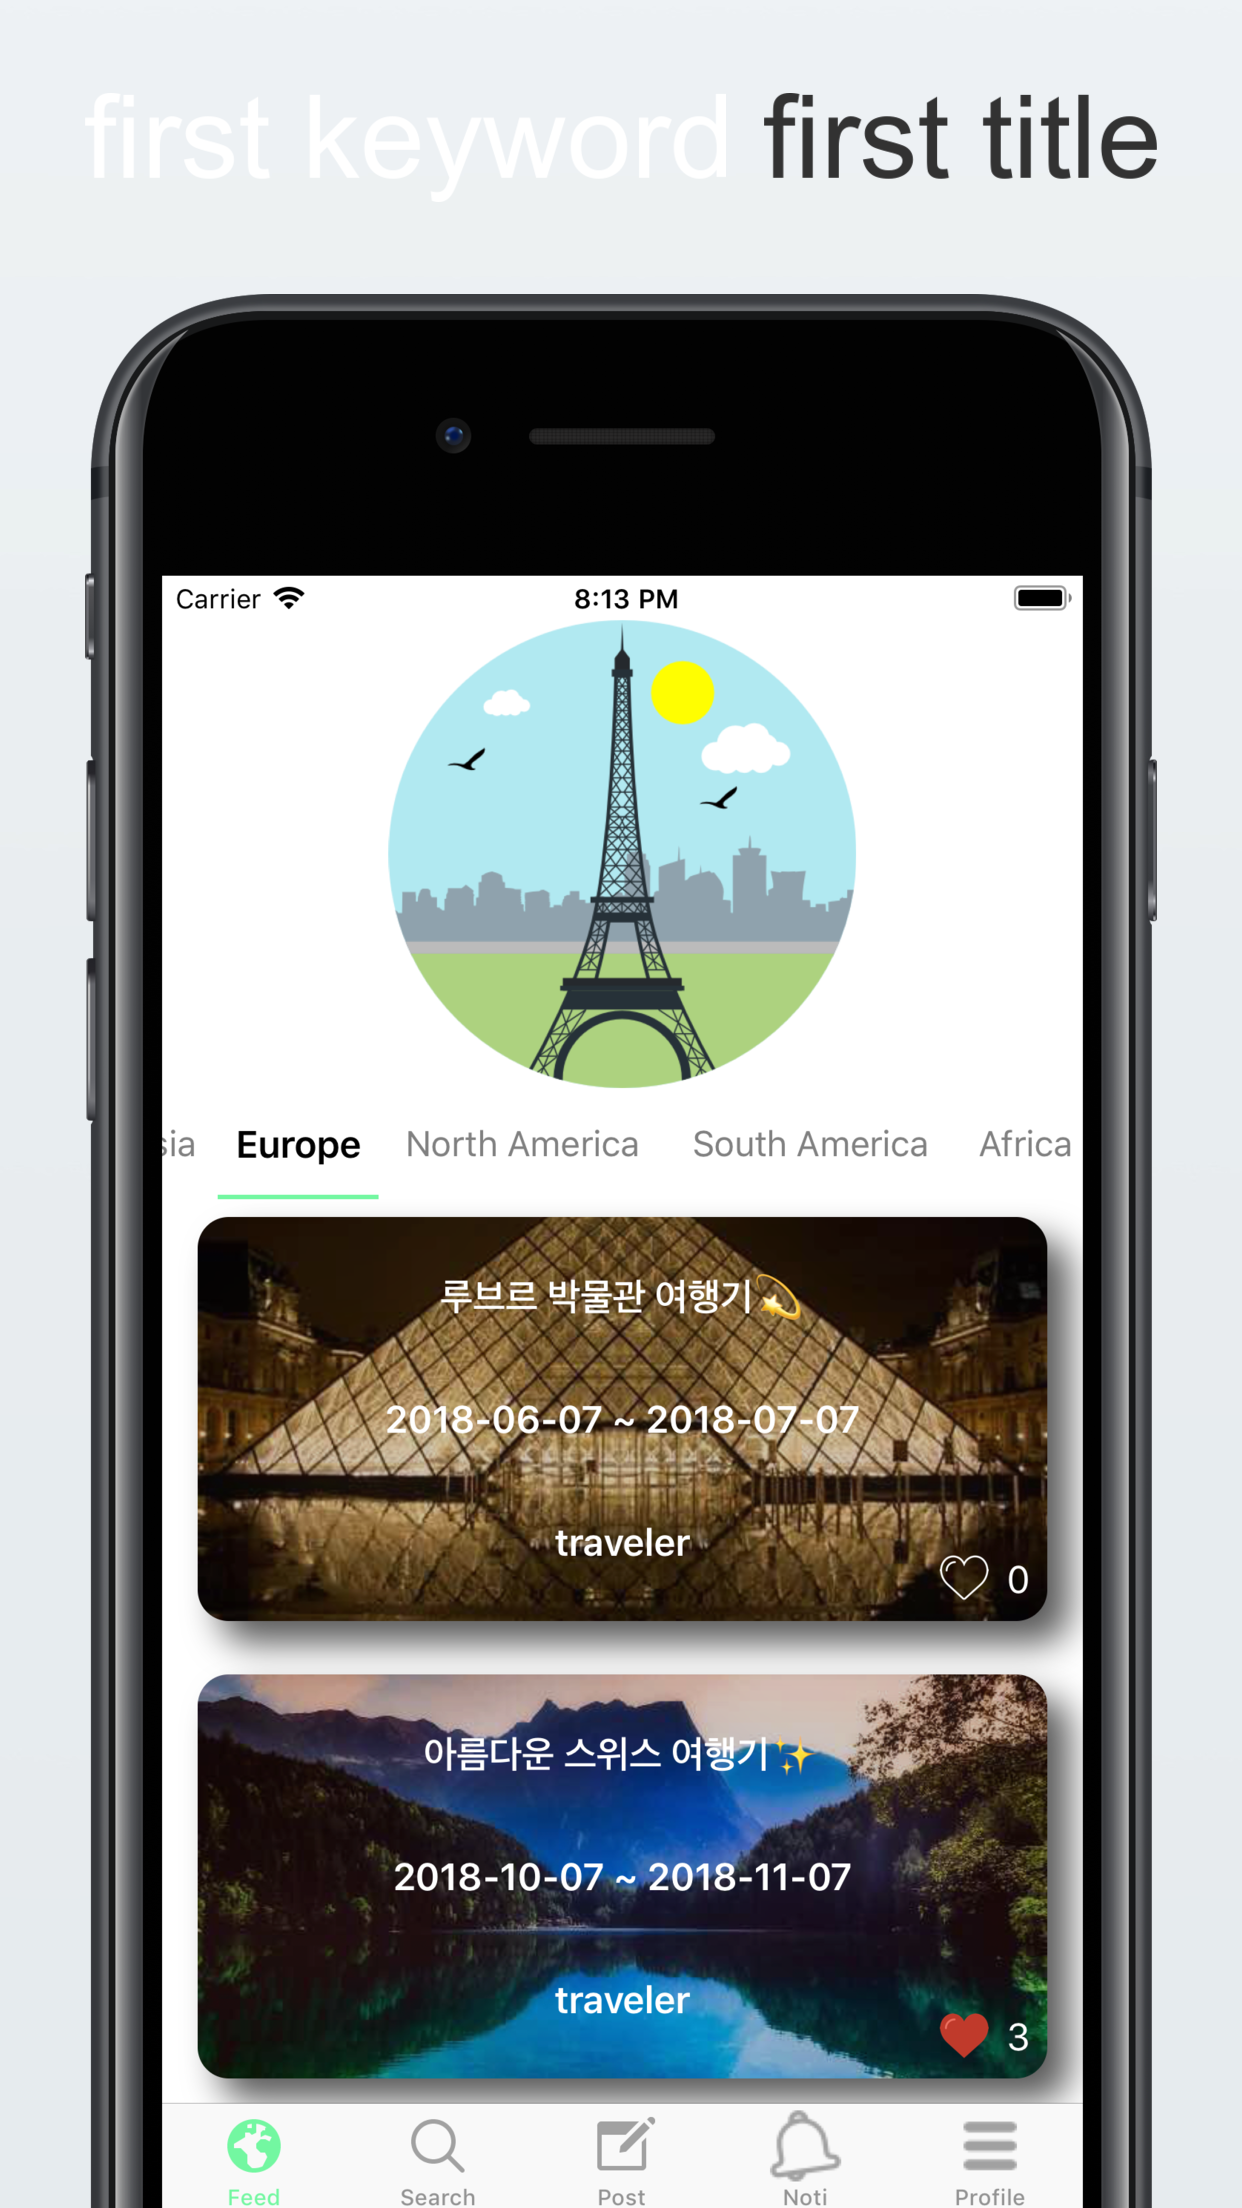 first keyword first title
Carrier 8:13 PM
sia Europe North America South America Africa
루브르 박물관 여행기💫
2018-06-07 ~ 2018-07-07
traveler
0
아름다운 스위스 여행기✨
2018-10-07 ~ 2018-11-07
traveler
3
Feed Search Post Noti Profile